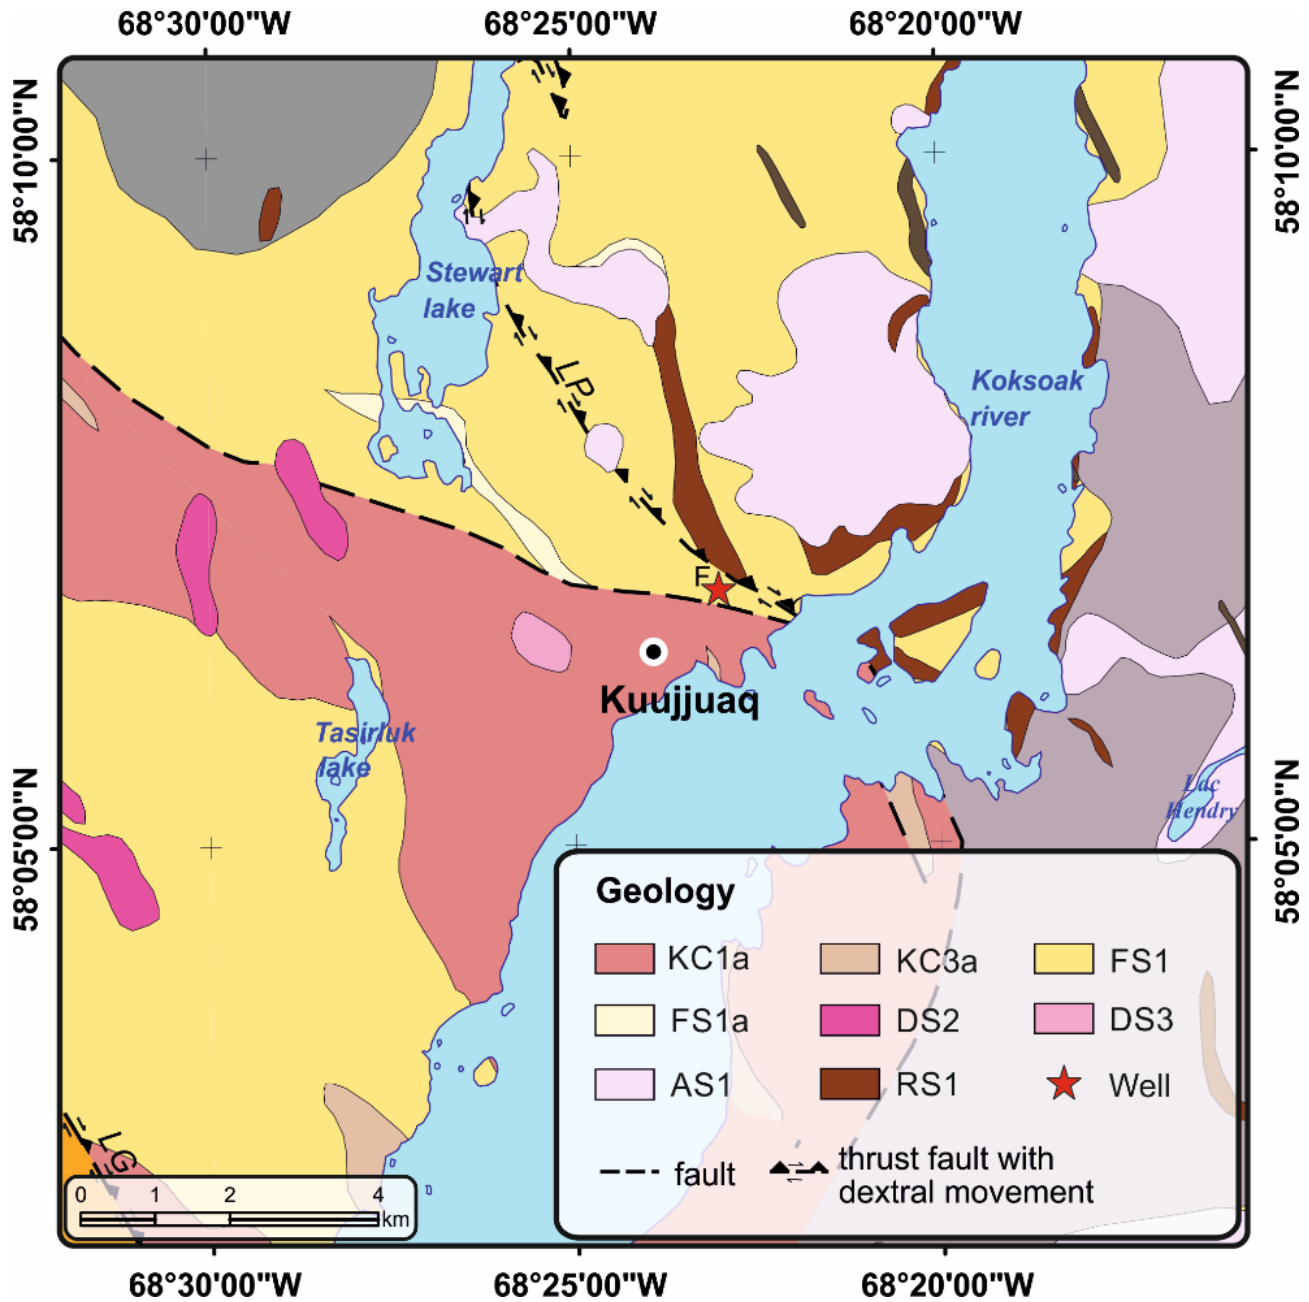 68°30'00"W 68°25'00"W 68°20'00"W
58°10'00"N
58°10'00"N
Stewart
lake
LP
Koksoak
river
F
Kuujjuaq
Tasirluk
lake
Lac
Hendry
58°05'00"N
58°05'00"N
Geology
KC1a KC3a FS1
FS1a DS2 DS3
AS1 RS1 Well
fault
thrust fault with
dextral movement
LG
0 1 2 4
km
68°30'00"W 68°25'00"W 68°20'00"W